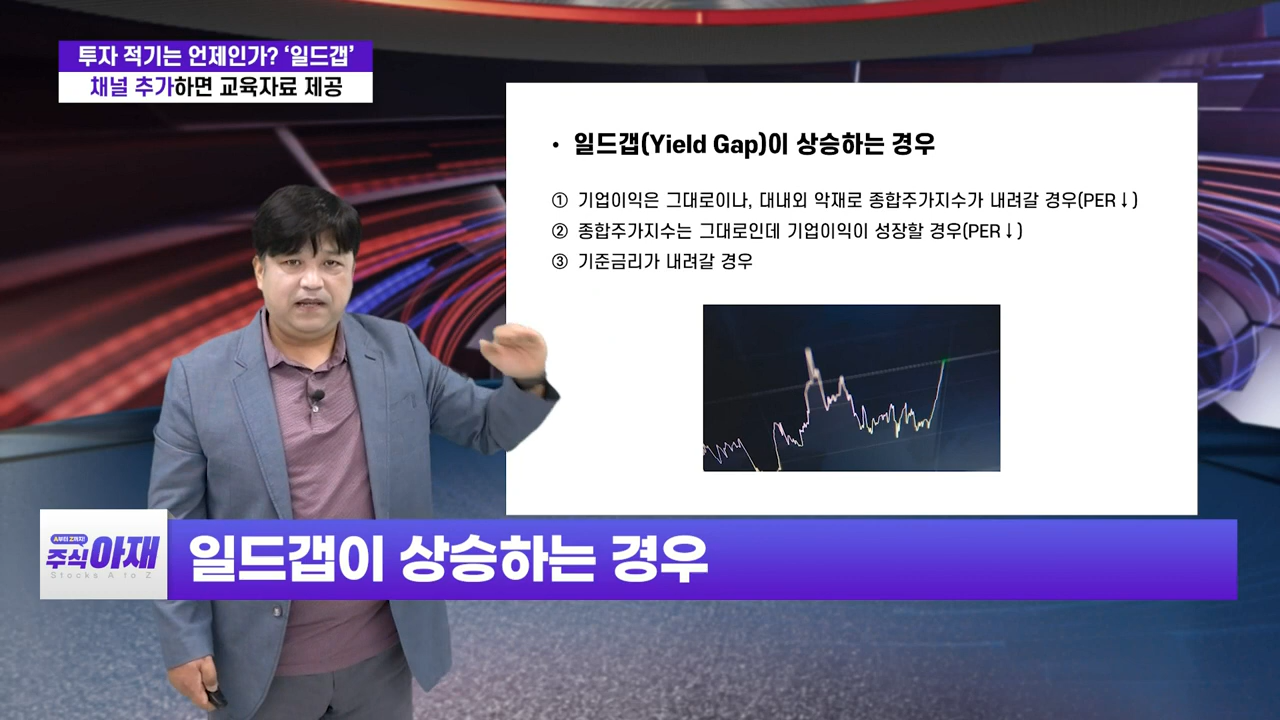 투자 적기는 언제인가? ‘일드갭’
채널 추가하면 교육자료 제공
• 일드갭(Yield Gap)이 상승하는 경우
① 기업이익은 그대로이나, 대내외 악재로 종합주가지수가 내려갈 경우(PER↓)
② 종합주가지수는 그대로인데 기업이익이 성장할 경우(PER↓)
③ 기준금리가 내려갈 경우
A부터 Z까지!
주식아재
Stocks A to Z
일드갭이 상승하는 경우